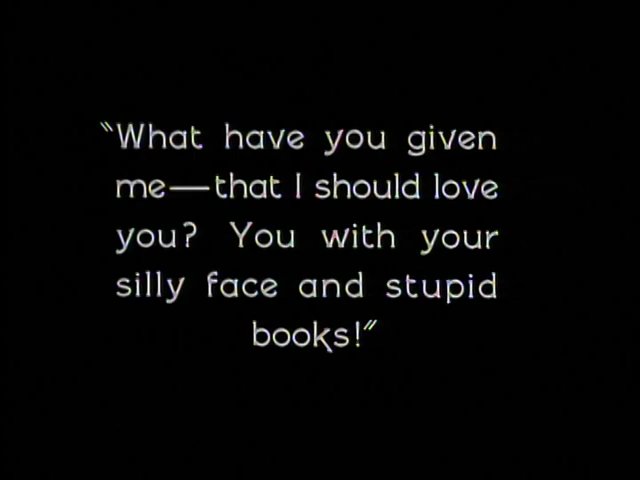 "What have you given
me—that I should love
you? You with your
silly face and stupid
books!"